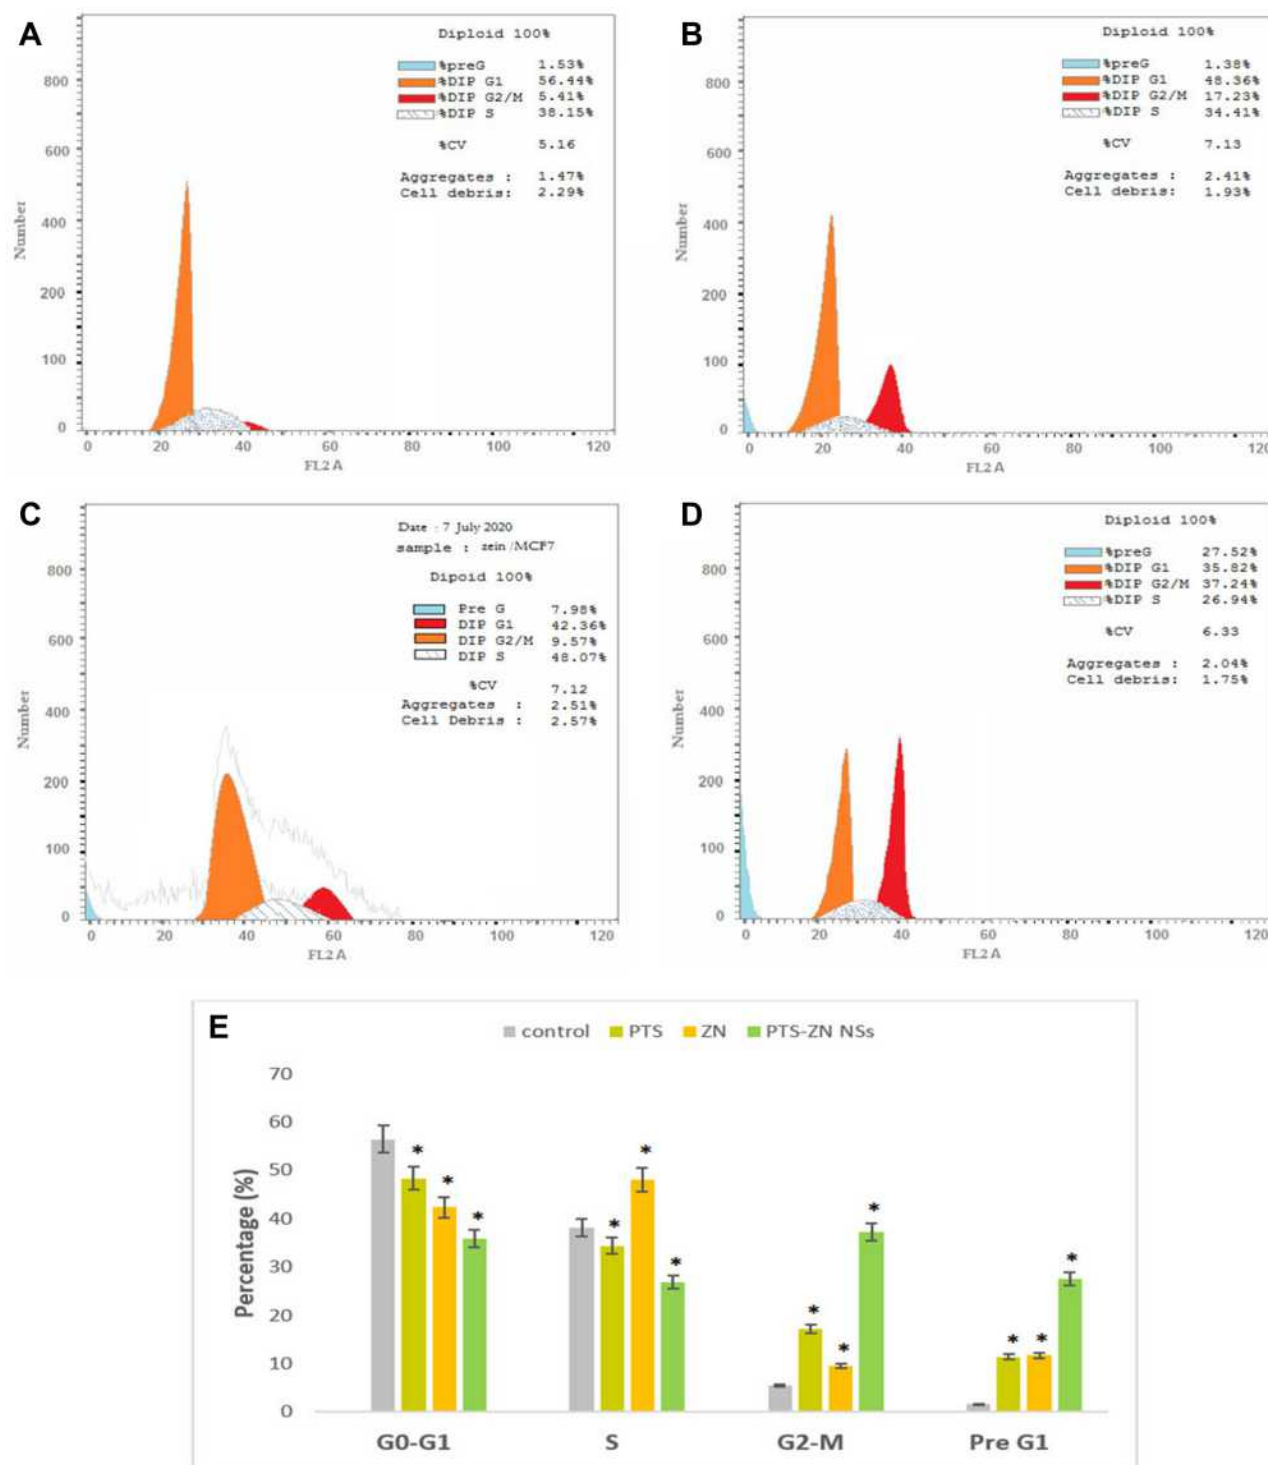 A
Diploid 100%
%preG 1.53%
%DIP G1 56.44%
%DIP G2/M 5.41%
%DIP S 38.15%
%CV 5.16
Aggregates : 1.47%
Cell debris: 2.29%
Number
800
600
400
200
100
0
0 20 40 60 80 100 120
FL2A
B
Diploid 100%
%preG 1.38%
%DIP G1 48.36%
%DIP G2/M 17.23%
%DIP S 34.41%
%CV 7.13
Aggregates : 2.41%
Cell debris: 1.93%
Number
800
600
400
200
100
0
0 20 40 60 80 100 120
FL2A
C
Date : 7 July 2020
sample : zein /MCF7
Dipoid 100%
Pre G 7.98%
DIP G1 42.36%
DIP G2/M 9.57%
DIP S 48.07%
%CV 7.12
Aggregates : 2.51%
Cell Debris : 2.57%
Number
800
600
400
200
100
0
0 20 40 60 80 100 120
FL2A
D
Diploid 100%
%preG 27.52%
%DIP G1 35.82%
%DIP G2/M 37.24%
%DIP S 26.94%
%CV 6.33
Aggregates : 2.04%
Cell debris: 1.75%
Number
800
600
400
200
100
0
0 20 40 60 80 100 120
FL2A
E
control PTS ZN PTS-ZN NSs
Percentage (%)
70
60
50
40
30
20
10
0
* * *
* * *
* * *
* * *
G0-G1 S G2-M Pre G1